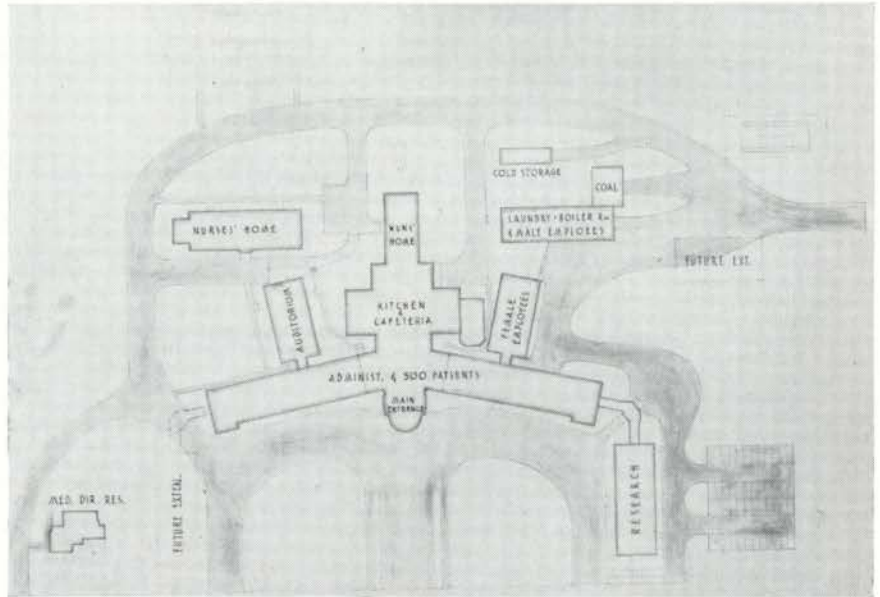 COLD STORAGE
COAL
NURSES' HOME
NUNS'
HOME
LAUNDRY - BOILER RM
& MALE EMPLOYEES
FUTURE EXT.
AUDITORIUM
KITCHEN
&
CAFETERIA
FEMALE
EMPLOYEES
ADMINIST. & 500 PATIENTS
MAIN
ENTRANCE
MED. DIR. RES.
FUTURE EXTEN.
RESEARCH